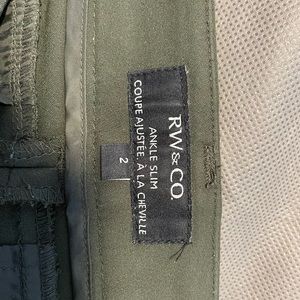 RW&CO.
ANKLE SLIM
COUPE AJUSTÉE, À LA CHEVILLE
2